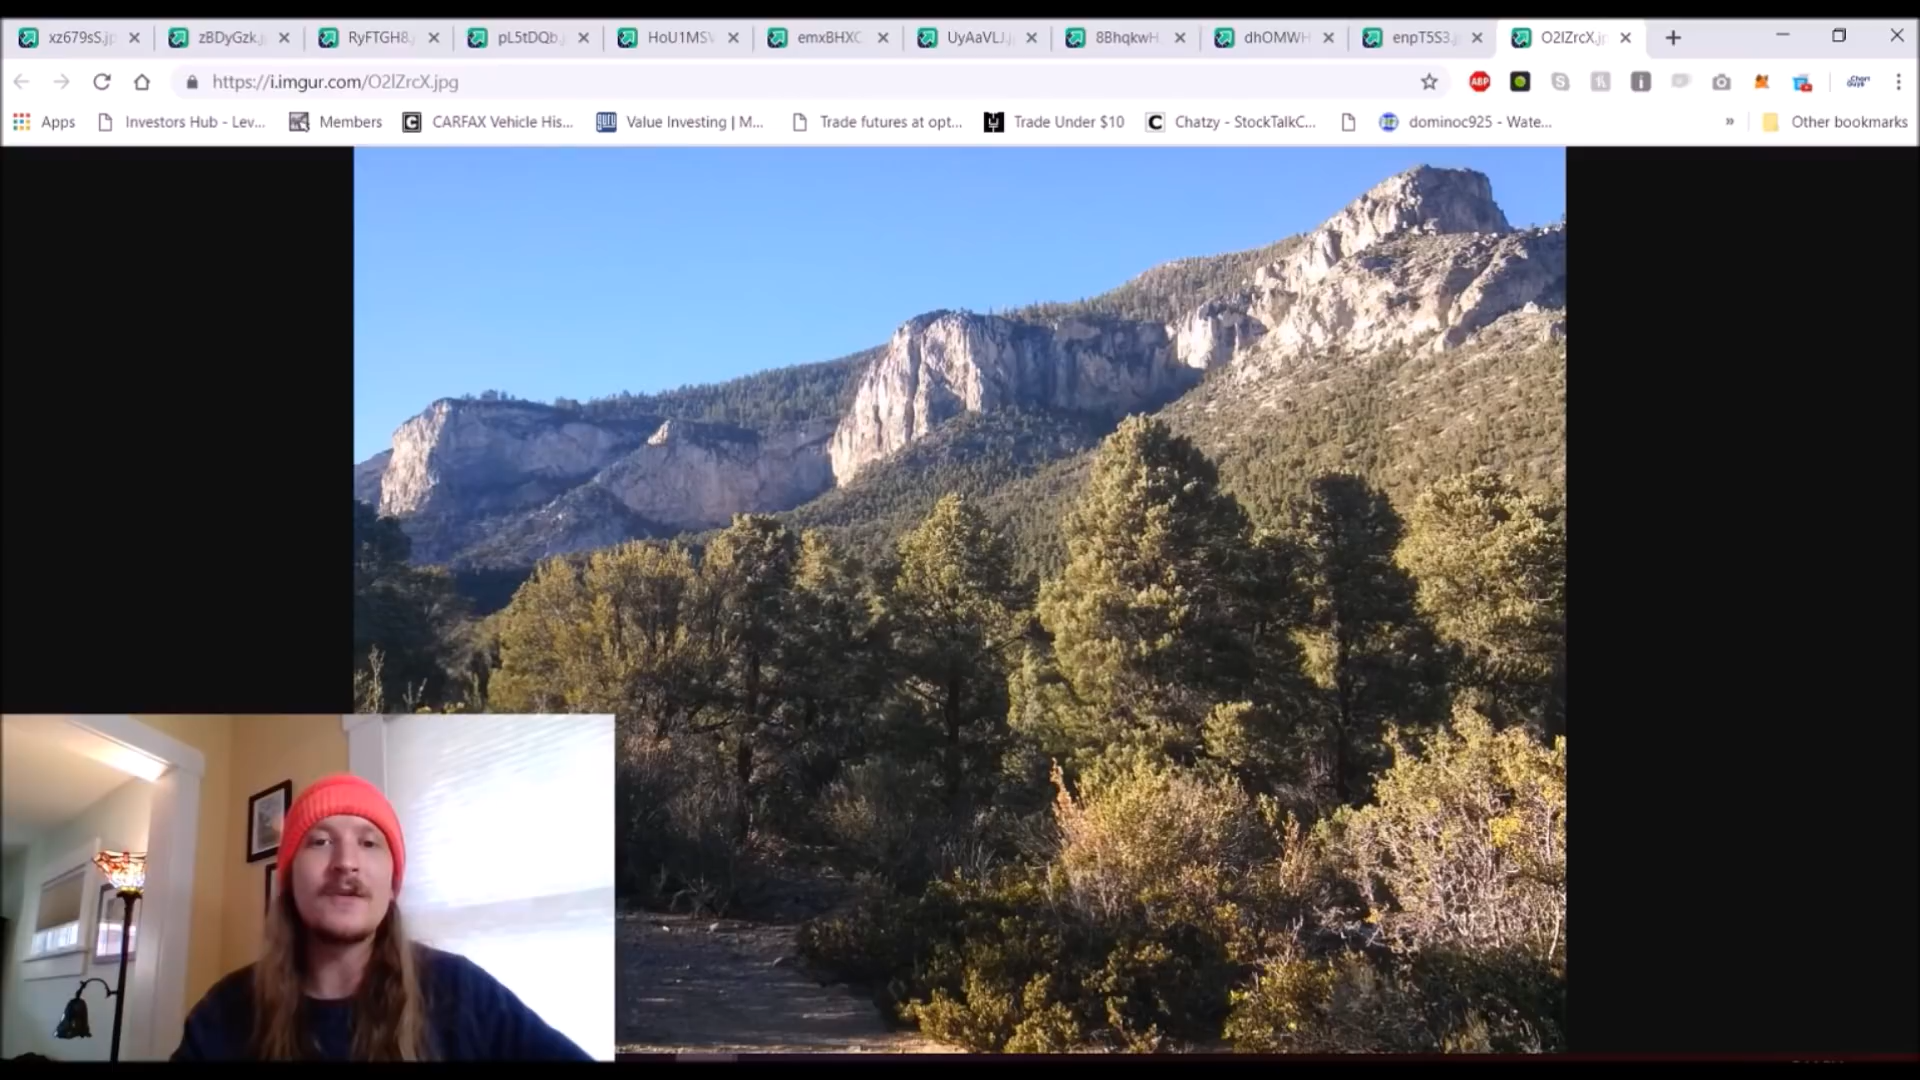 xz679sS.jp
zBDyGzk.j
RyFTGH8.
pL5tDQb.j
HoU1MSV
emxBHXC
UyAaVLJ.j
8BhqkwH.
dhOMWH
enpT5S3.j
O2lZrcX.jp
https://i.imgur.com/O2lZrcX.jpg
ABP
Apps
Investors Hub - Lev...
Members
CARFAX Vehicle His...
guru
Value Investing | M...
Trade futures at opt...
Trade Under $10
Chatzy - StockTalkC...
dominoc925 - Wate...
»
Other bookmarks